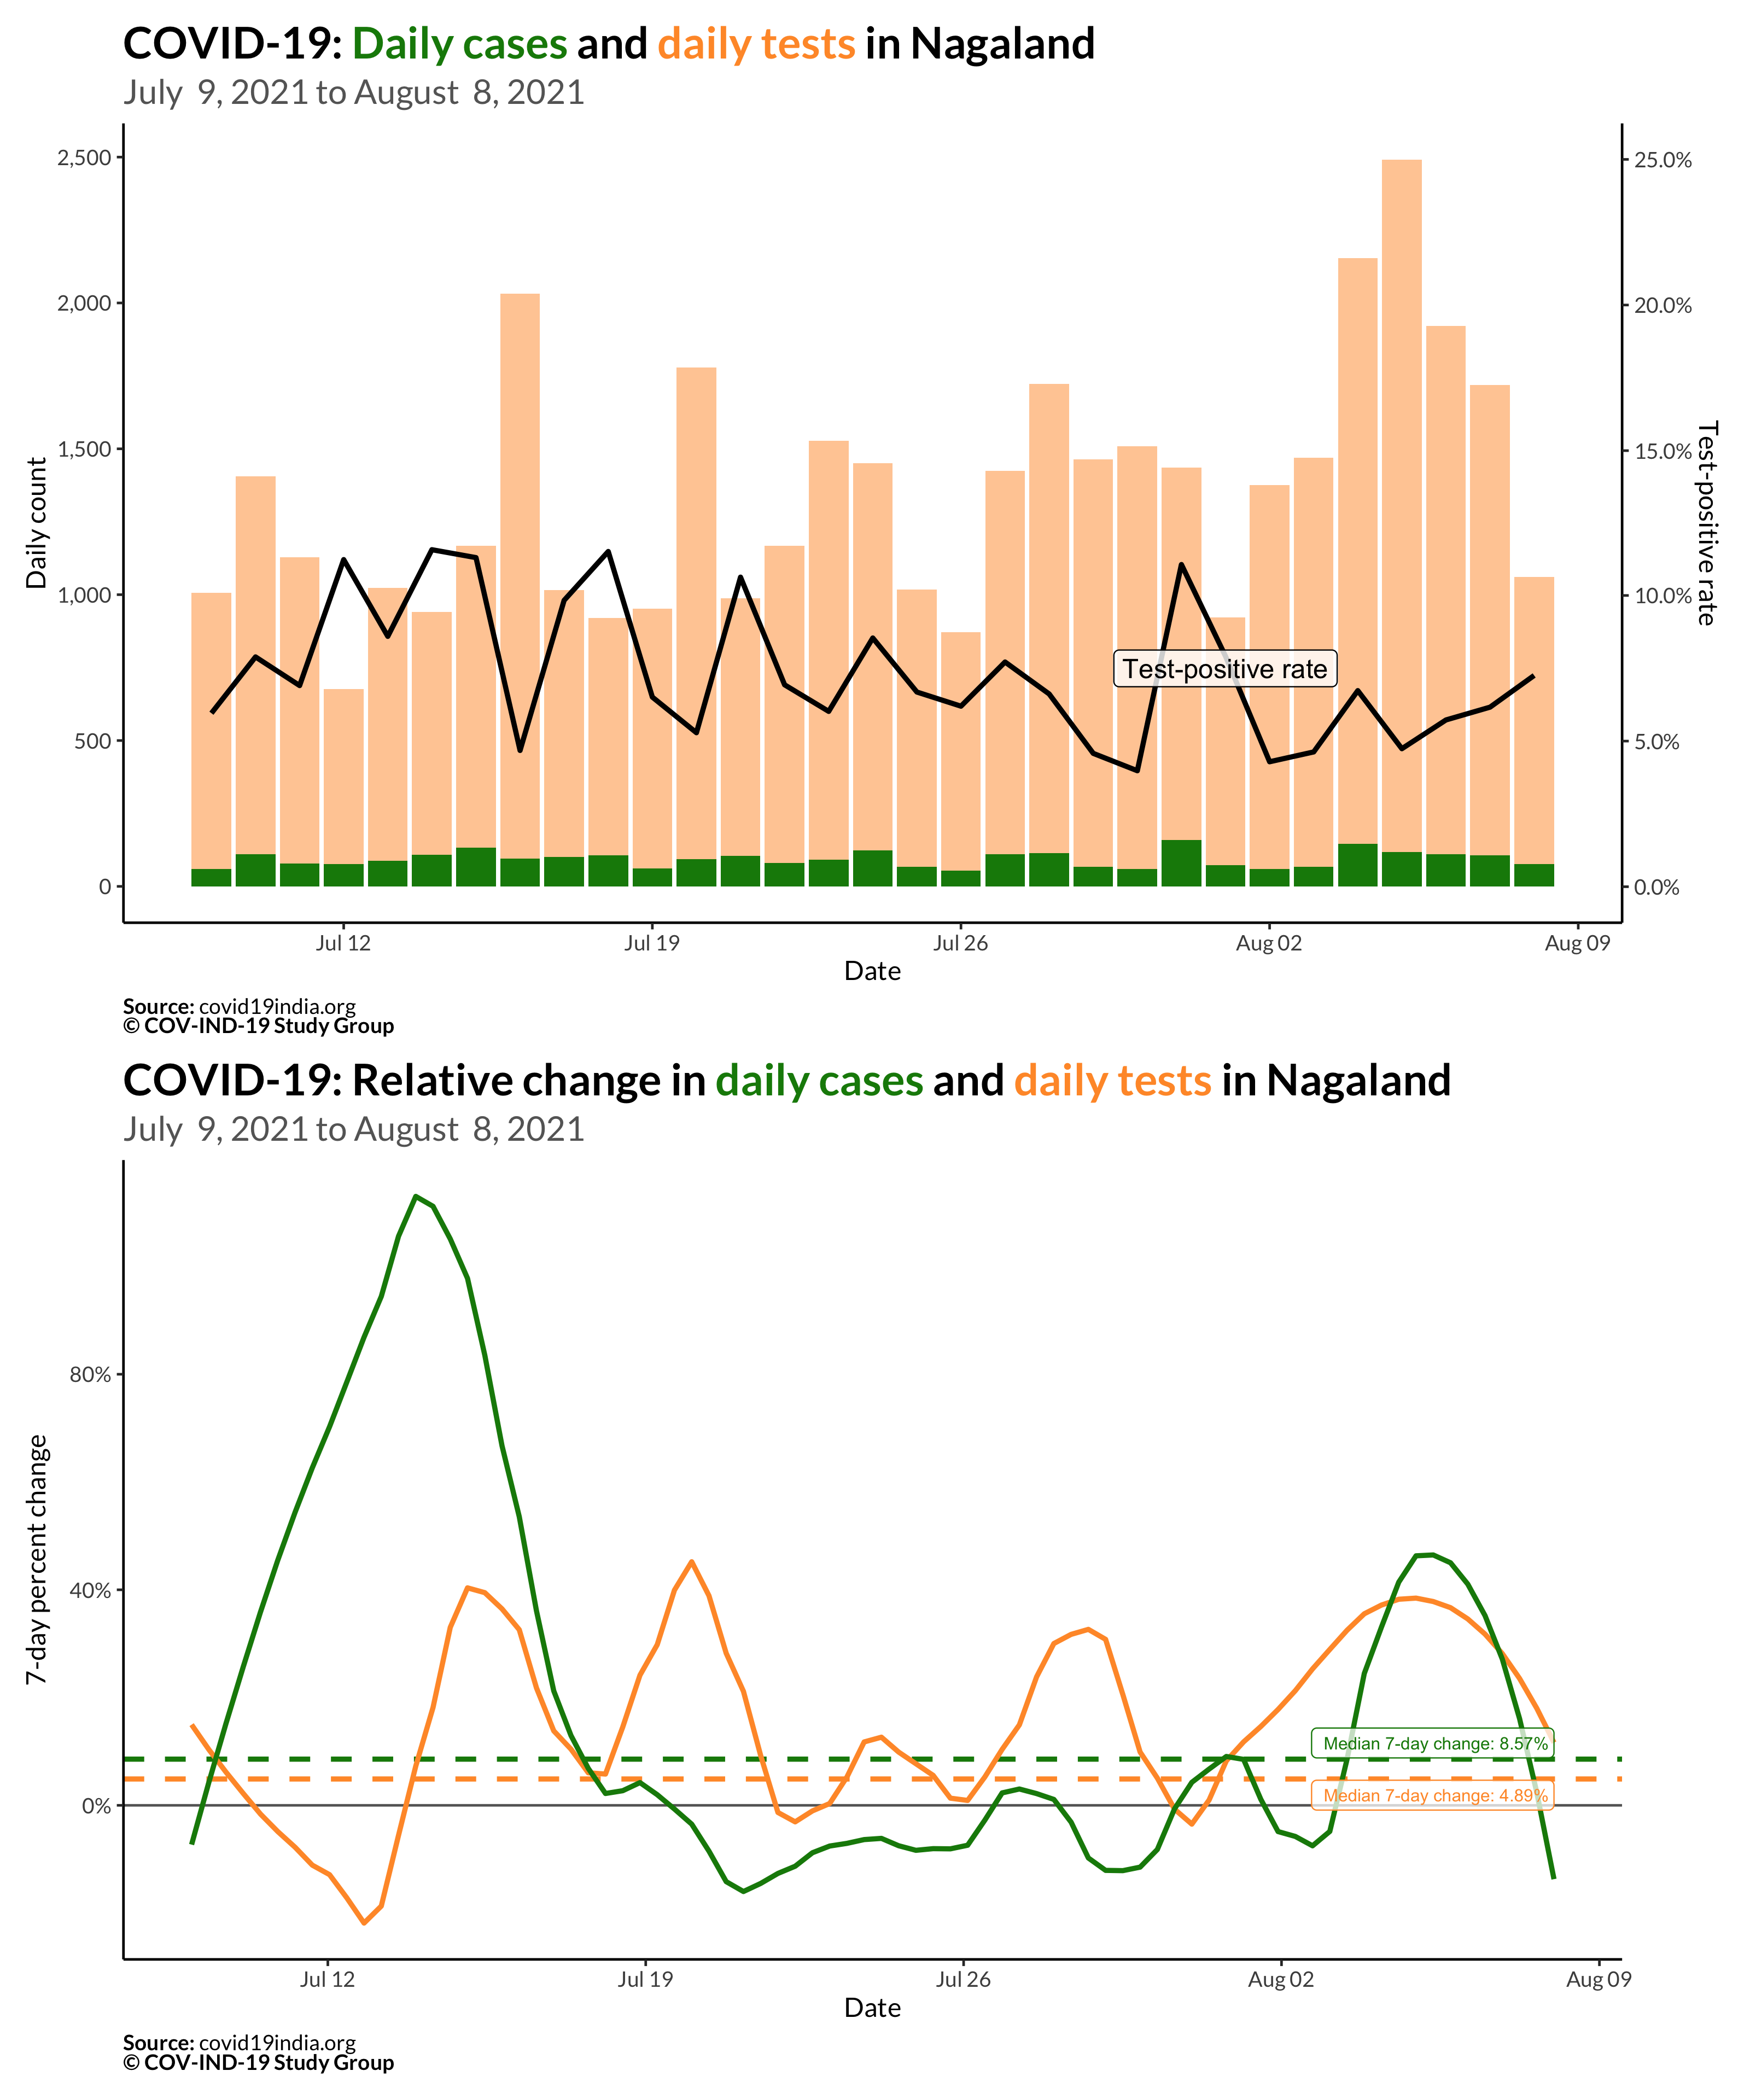 COVID-19: Daily cases and daily tests in Nagaland
July 9, 2021 to August 8, 2021
2,500
2,000
1,500
1,000
500
0
Daily count
25.0%
20.0%
15.0%
10.0%
5.0%
0.0%
Test-positive rate
Test-positive rate
Jul 12
Jul 19
Jul 26
Aug 02
Aug 09
Date
Source: covid19india.org
© COV-IND-19 Study Group
COVID-19: Relative change in daily cases and daily tests in Nagaland
July 9, 2021 to August 8, 2021
80%
40%
0%
7-day percent change
Median 7-day change: 8.57%
Median 7-day change: 4.89%
Jul 12
Jul 19
Jul 26
Aug 02
Aug 09
Date
Source: covid19india.org
© COV-IND-19 Study Group